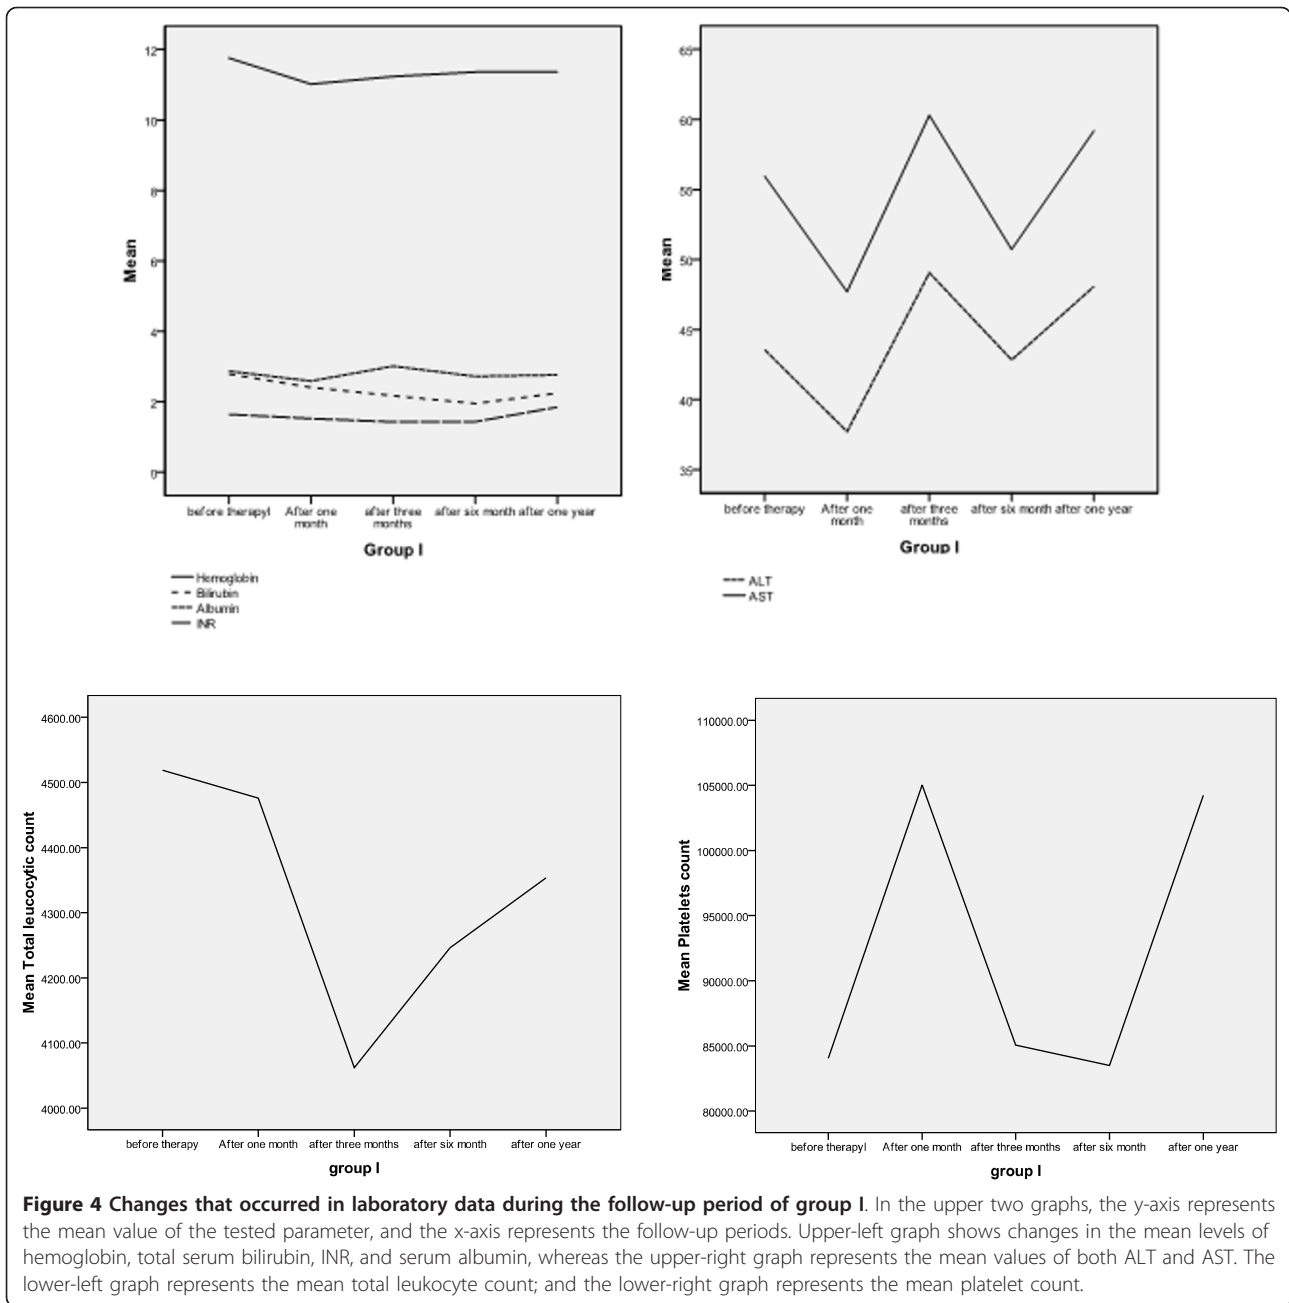 12
10
8
6
4
2
0
Mean
before therapyl After one month after three months after six month after one year
Group I
Hemoglobin
Bilirubin
Albumin
INR
65
60
55
50
45
40
35
Mean
before therapy After one month after three months after six month after one year
Group I
ALT
AST
4600.00
4500.00
4400.00
4300.00
4200.00
4100.00
4000.00
Mean Total leucocytic count
before therapy After one month after three months after six month after one year
group I
110000.00
105000.00
100000.00
95000.00
90000.00
85000.00
80000.00
Mean Platelets count
before therapyl After one month after three months after six month after one year
group I
Figure 4 Changes that occurred in laboratory data during the follow-up period of group I. In the upper two graphs, the y-axis represents
the mean value of the tested parameter, and the x-axis represents the follow-up periods. Upper-left graph shows changes in the mean levels of
hemoglobin, total serum bilirubin, INR, and serum albumin, whereas the upper-right graph represents the mean values of both ALT and AST. The
lower-left graph represents the mean total leukocyte count; and the lower-right graph represents the mean platelet count.